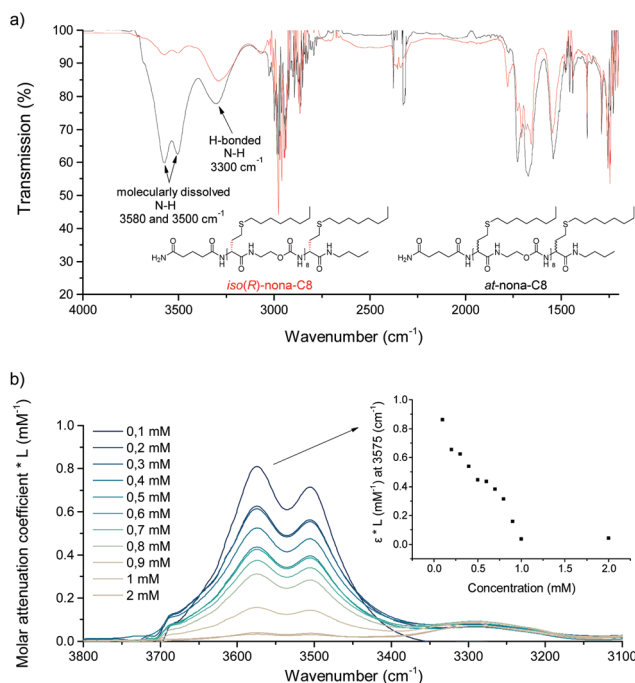 a)
Transmission (%)
100
90
80
70
60
50
40
30
20
H-bonded
N-H
3300 cm⁻¹
molecularly dissolved
N-H
3580 and 3500 cm⁻¹
H₂N
O
O
N
H
S
O
H
N
O
O
N
H
S
8
O
H
N
iso(R)-nona-C8
H₂N
O
O
N
H
S
O
H
N
O
O
N
H
S
8
O
H
N
at-nona-C8
4000
3500
3000
2500
2000
1500
Wavenumber (cm⁻¹)
b)
Molar attenuation coefficient * L (mM⁻¹)
1.0
0.8
0.6
0.4
0.2
0.0
0,1 mM
0,2 mM
0,3 mM
0,4 mM
0,5 mM
0,6 mM
0,7 mM
0,8 mM
0,9 mM
1 mM
2 mM
ε * L (mM⁻¹) at 3575 (cm⁻¹)
1.0
0.8
0.6
0.4
0.2
0.0
0.0
0.5
1.0
1.5
2.0
Concentration (mM)
3800
3700
3600
3500
3400
3300
3200
3100
Wavenumber (cm⁻¹)